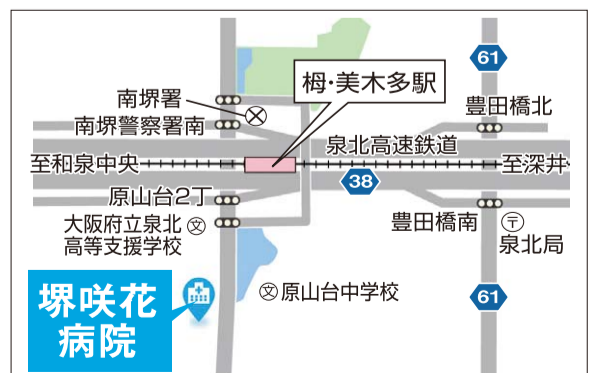 61
栂・美木多駅
南堺署
豊田橋北
南堺警察署南
泉北高速鉄道
至和泉中央
至深井
38
原山台2丁
大阪府立泉北
高等支援学校
文
豊田橋南
〒
泉北局
文
原山台中学校
61
堺咲花
病院